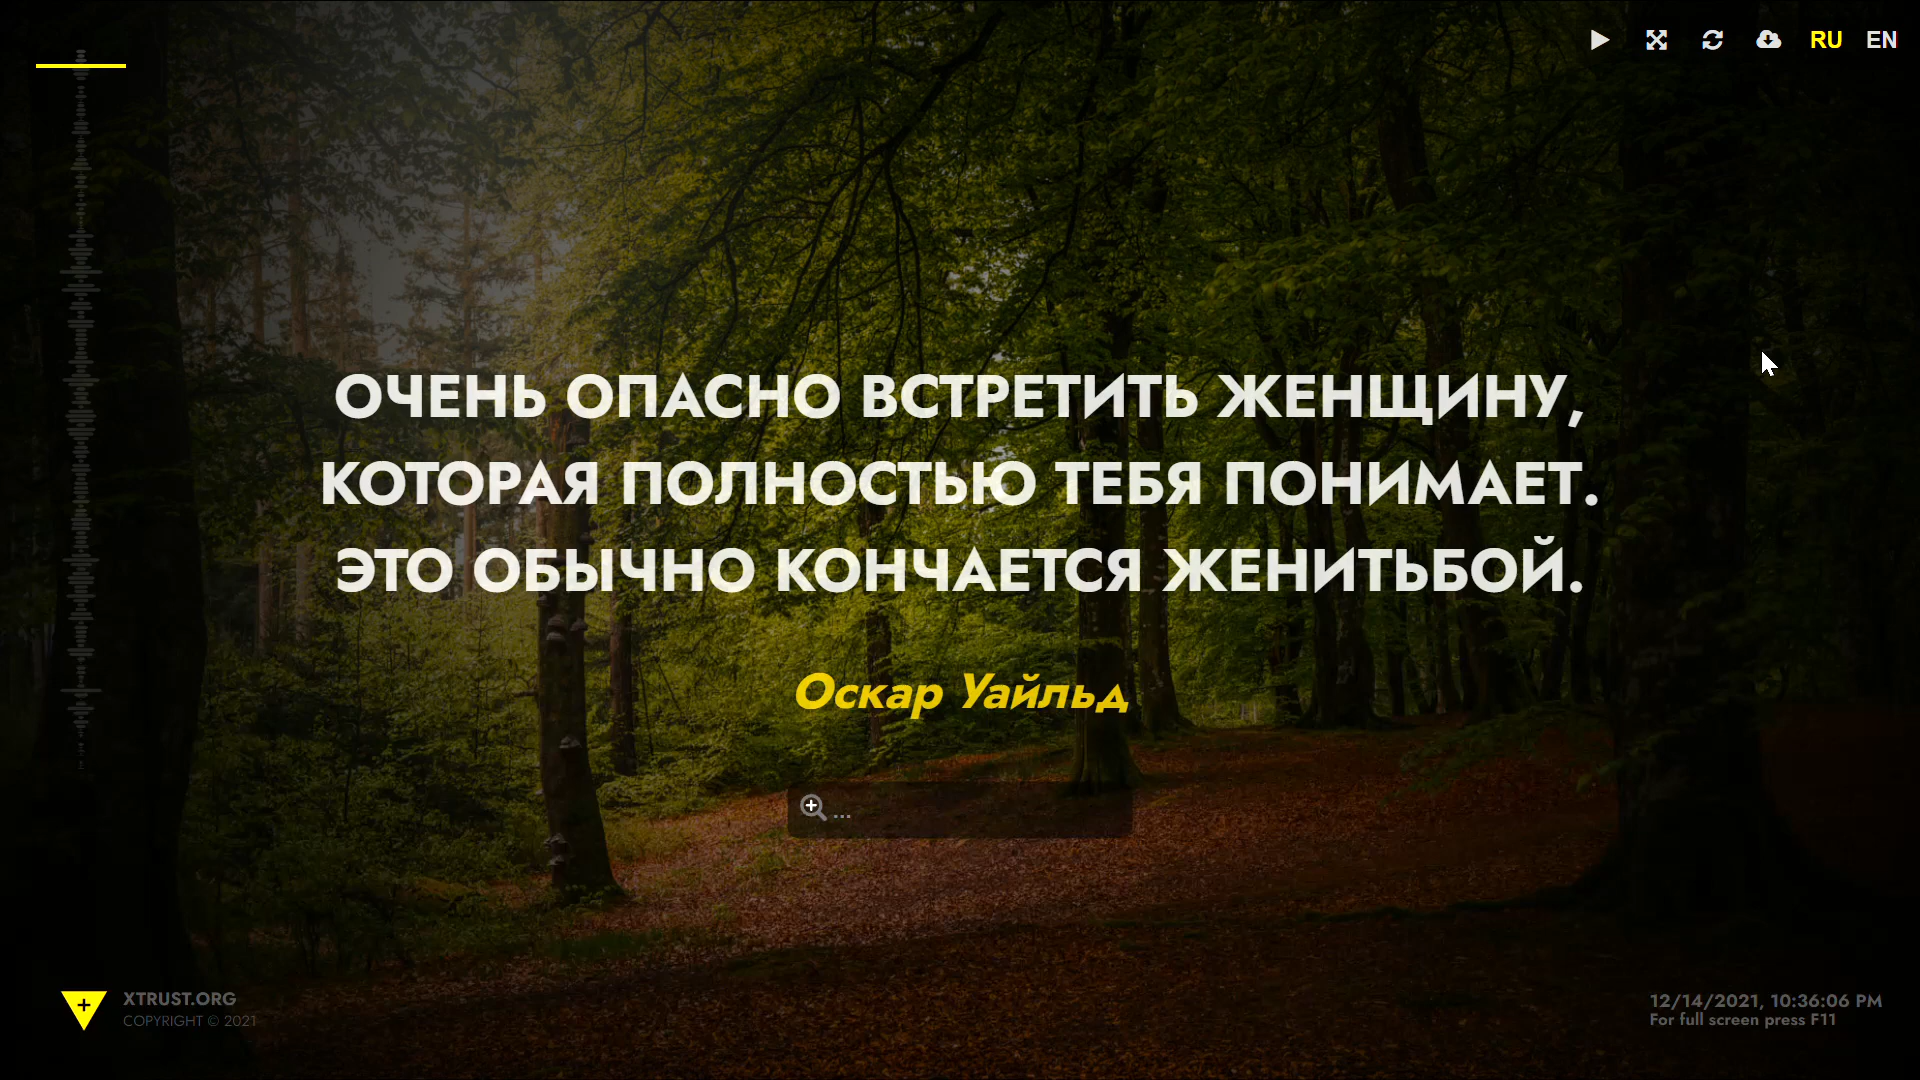 RU EN
ОЧЕНЬ ОПАСНО ВСТРЕТИТЬ ЖЕНЩИНУ,
КОТОРАЯ ПОЛНОСТЬЮ ТЕБЯ ПОНИМАЕТ.
ЭТО ОБЫЧНО КОНЧАЕТСЯ ЖЕНИТЬБОЙ.
Оскар Уайльд
...
XTRUST.ORG
COPYRIGHT © 2021
12/14/2021, 10:36:06 PM
For full screen press F11